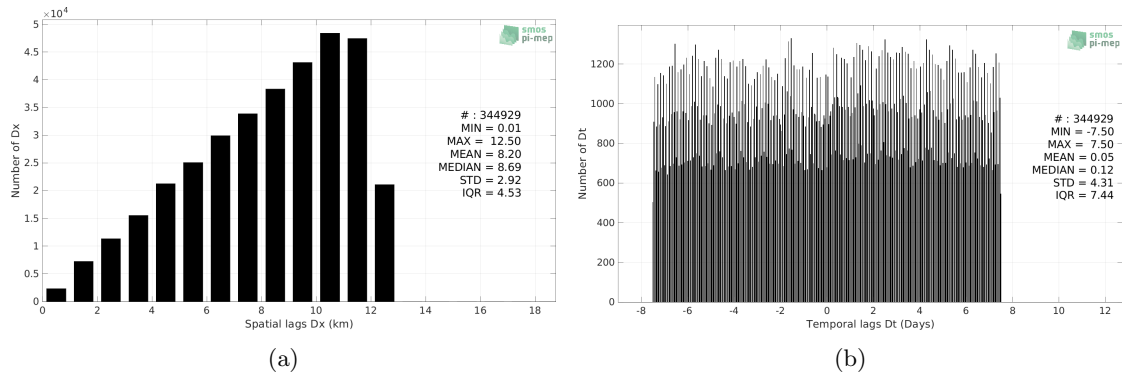 ×10⁴
5
4.5
4
3.5
3
2.5
2
1.5
1
0.5
0
Number of Dx
smos
pi-mep
# : 344929
MIN = 0.01
MAX = 12.50
MEAN = 8.20
MEDIAN = 8.69
STD = 2.92
IQR = 4.53
0 2 4 6 8 10 12 14 16 18
Spatial lags Dx (km)
(a)
1200
1000
800
600
400
200
0
Number of Dt
smos
pi-mep
# : 344929
MIN = -7.50
MAX = 7.50
MEAN = 0.05
MEDIAN = 0.12
STD = 4.31
IQR = 7.44
-8 -6 -4 -2 0 2 4 6 8 10 12
Temporal lags Dt (Days)
(b)